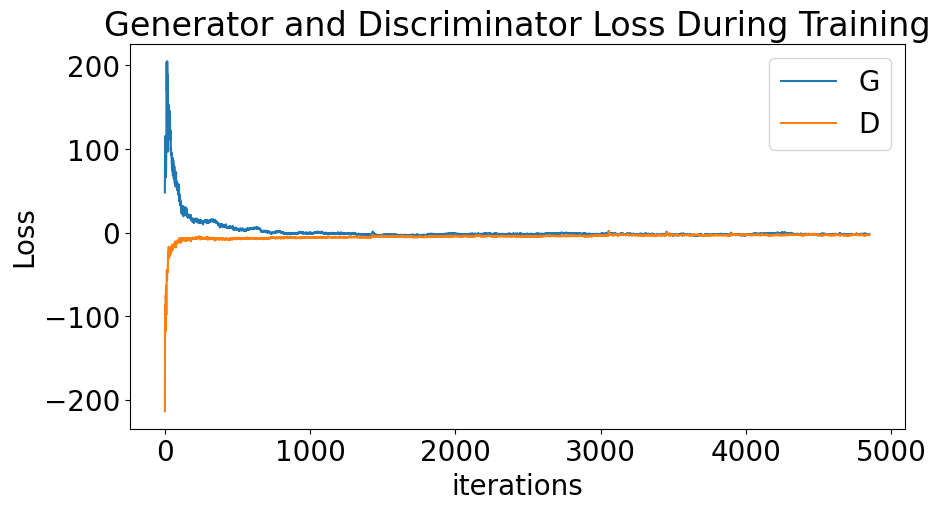 Generator and Discriminator Loss During Training
G
D
200
100
0
−100
−200
Loss
0 1000 2000 3000 4000 5000
iterations